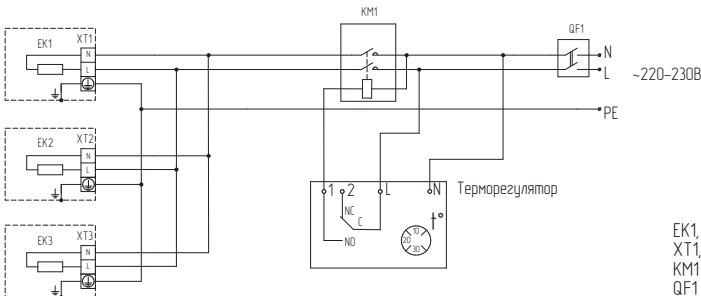 KM1
QF1
EK1 XT1
N
L
N
L ~220-230В
PE
EK2 XT2
N
L
1 2 L N Терморегулятор
NC
C
NO
t°
10
20
30
EK3 XT3
N
L
EK1,
XT1,
KM1
QF1